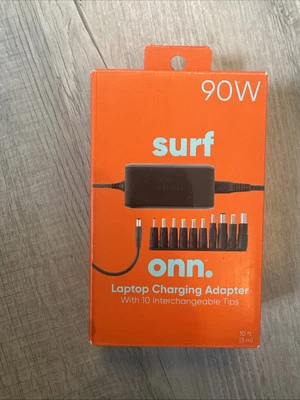 90W
surf
onn.
Laptop Charging Adapter
With 10 Interchangeable Tips
10 ft
(3 m)